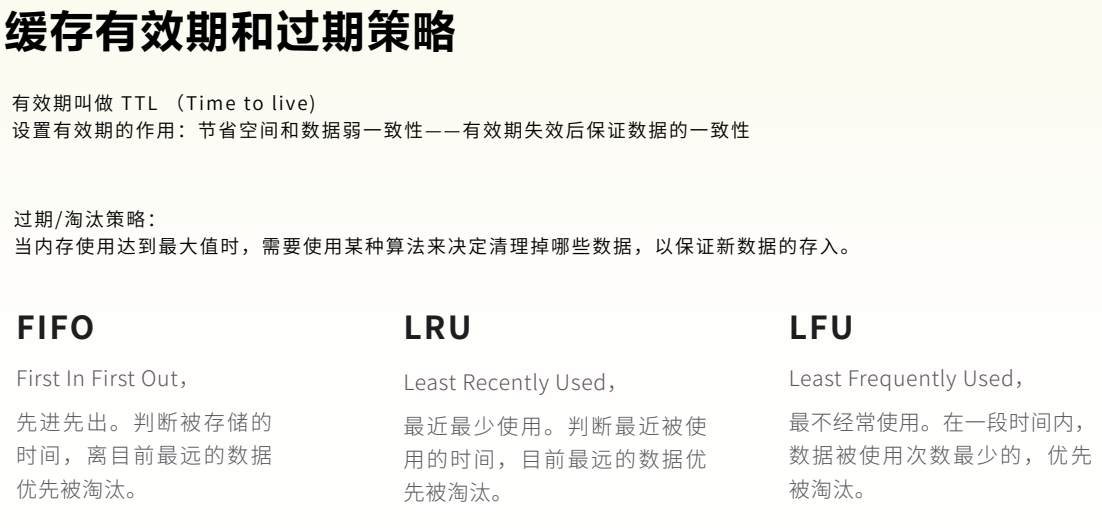 缓存有效期和过期策略
有效期叫做 TTL （Time to live)
设置有效期的作用：节省空间和数据弱一致性——有效期失效后保证数据的一致性
过期/淘汰策略：
当内存使用达到最大值时，需要使用某种算法来决定清理掉哪些数据，以保证新数据的存入。
FIFO
First In First Out，
先进先出。判断被存储的
时间，离目前最远的数据
优先被淘汰。
LRU
Least Recently Used，
最近最少使用。判断最近被使
用的时间，目前最远的数据优
先被淘汰。
LFU
Least Frequently Used，
最不经常使用。在一段时间内，
数据被使用次数最少的，优先
被淘汰。